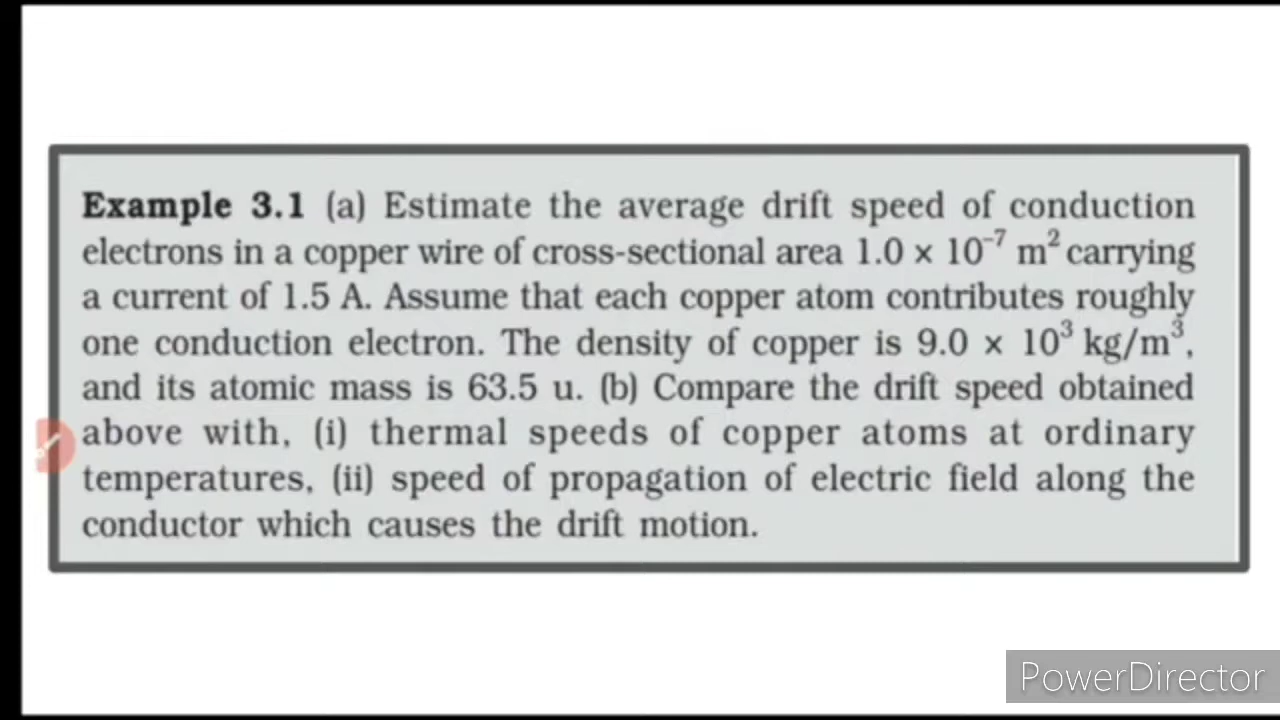 Example 3.1 (a) Estimate the average drift speed of conduction
electrons in a copper wire of cross-sectional area 1.0 × 10⁻⁷ m² carrying
a current of 1.5 A. Assume that each copper atom contributes roughly
one conduction electron. The density of copper is 9.0 × 10³ kg/m³,
and its atomic mass is 63.5 u. (b) Compare the drift speed obtained
above with, (i) thermal speeds of copper atoms at ordinary
temperatures, (ii) speed of propagation of electric field along the
conductor which causes the drift motion.
PowerDirector